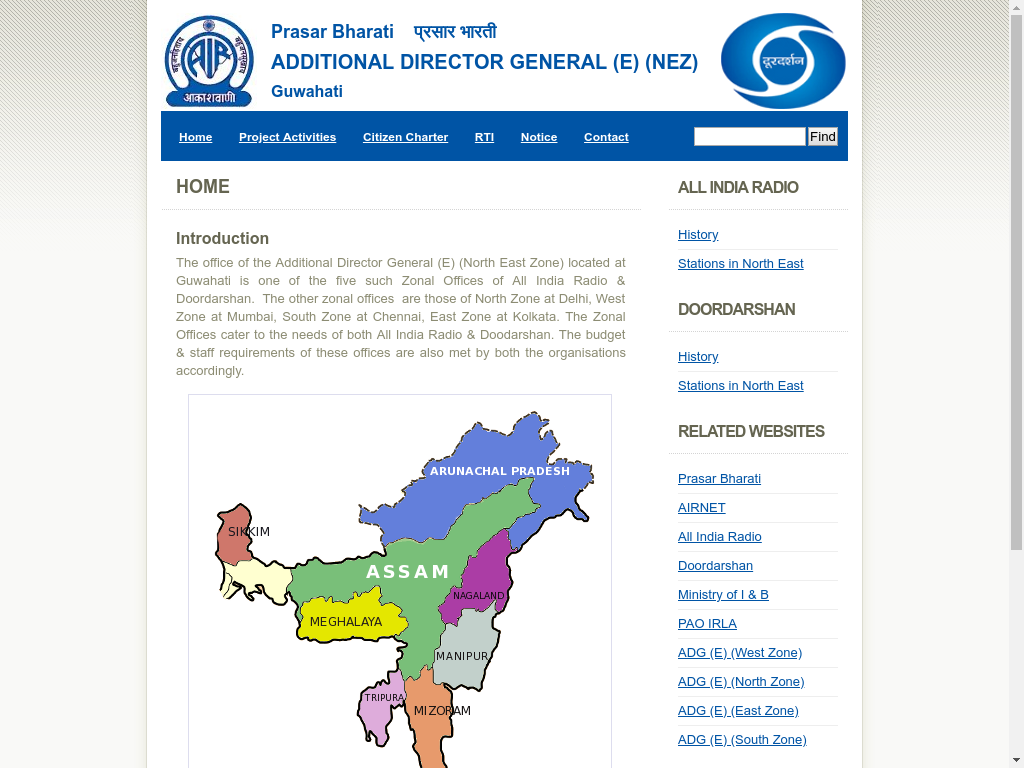 Prasar Bharati प्रसार भारती
ADDITIONAL DIRECTOR GENERAL (E) (NEZ)
Guwahati
बहुजनहिताय
बहुजनसुखाय
AIR
आकाशवाणी
दूरदर्शन
Home Project Activities Citizen Charter RTI Notice Contact Find
HOME
Introduction
The office of the Additional Director General (E) (North East Zone) located at
Guwahati is one of the five such Zonal Offices of All India Radio &
Doordarshan. The other zonal offices are those of North Zone at Delhi, West
Zone at Mumbai, South Zone at Chennai, East Zone at Kolkata. The Zonal
Offices cater to the needs of both All India Radio & Doodarshan. The budget
& staff requirements of these offices are also met by both the organisations
accordingly.
ARUNACHAL PRADESH
SIKKIM
ASSAM
NAGALAND
MEGHALAYA
MANIPUR
TRIPURA
MIZORAM
ALL INDIA RADIO
History
Stations in North East
DOORDARSHAN
History
Stations in North East
RELATED WEBSITES
Prasar Bharati
AIRNET
All India Radio
Doordarshan
Ministry of I & B
PAO IRLA
ADG (E) (West Zone)
ADG (E) (North Zone)
ADG (E) (East Zone)
ADG (E) (South Zone)